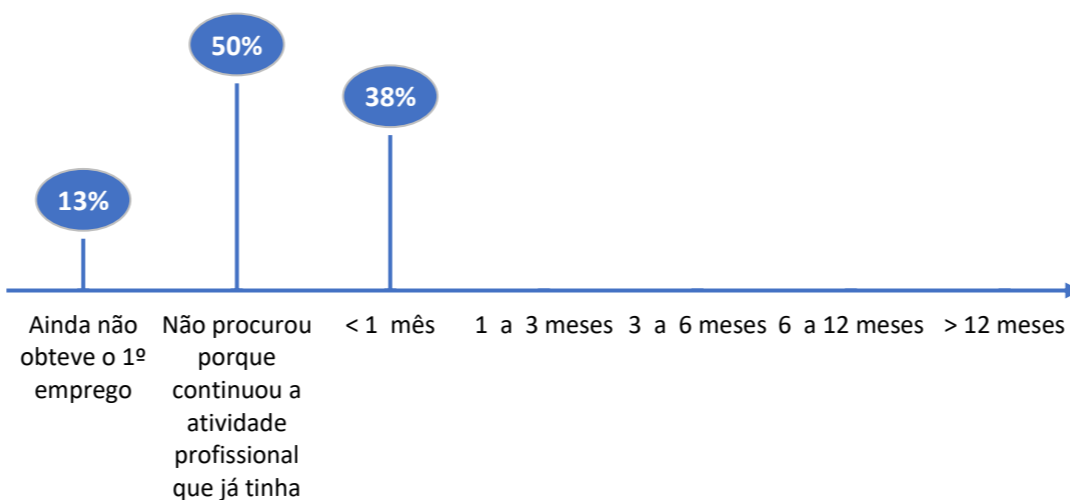 50%
38%
13%
Ainda não
obteve o 1º
emprego
Não procurou
porque
continuou a
atividade
profissional
que já tinha
< 1 mês
1 a 3 meses
3 a 6 meses
6 a 12 meses
> 12 meses